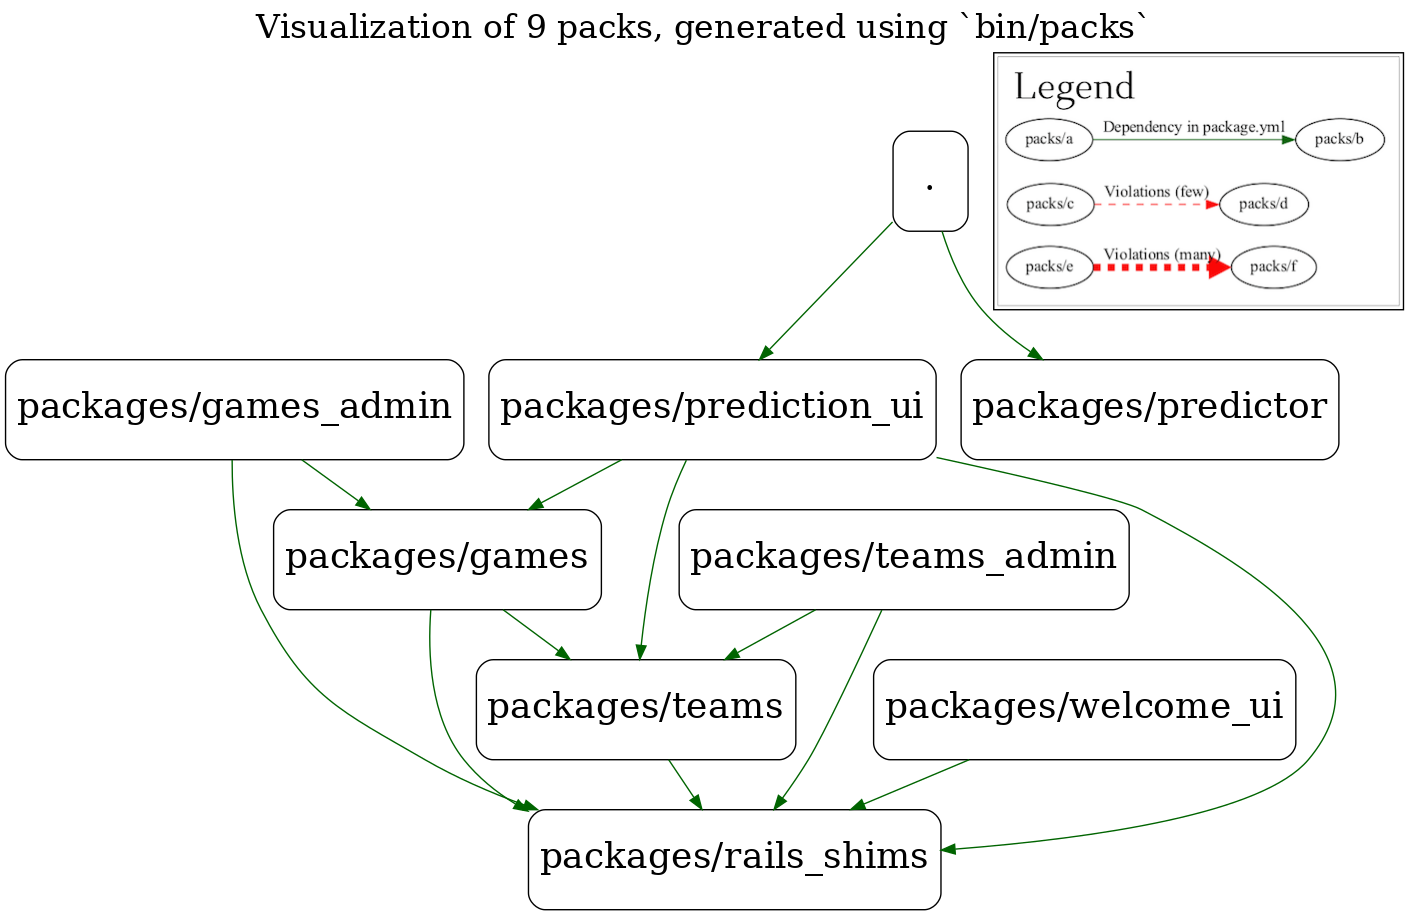 Visualization of 9 packs, generated using `bin/packs`
Legend
packs/a
Dependency in package.yml
packs/b
packs/c
Violations (few)
packs/d
packs/e
Violations (many)
packs/f
.
packages/games_admin
packages/prediction_ui
packages/predictor
packages/games
packages/teams_admin
packages/teams
packages/welcome_ui
packages/rails_shims